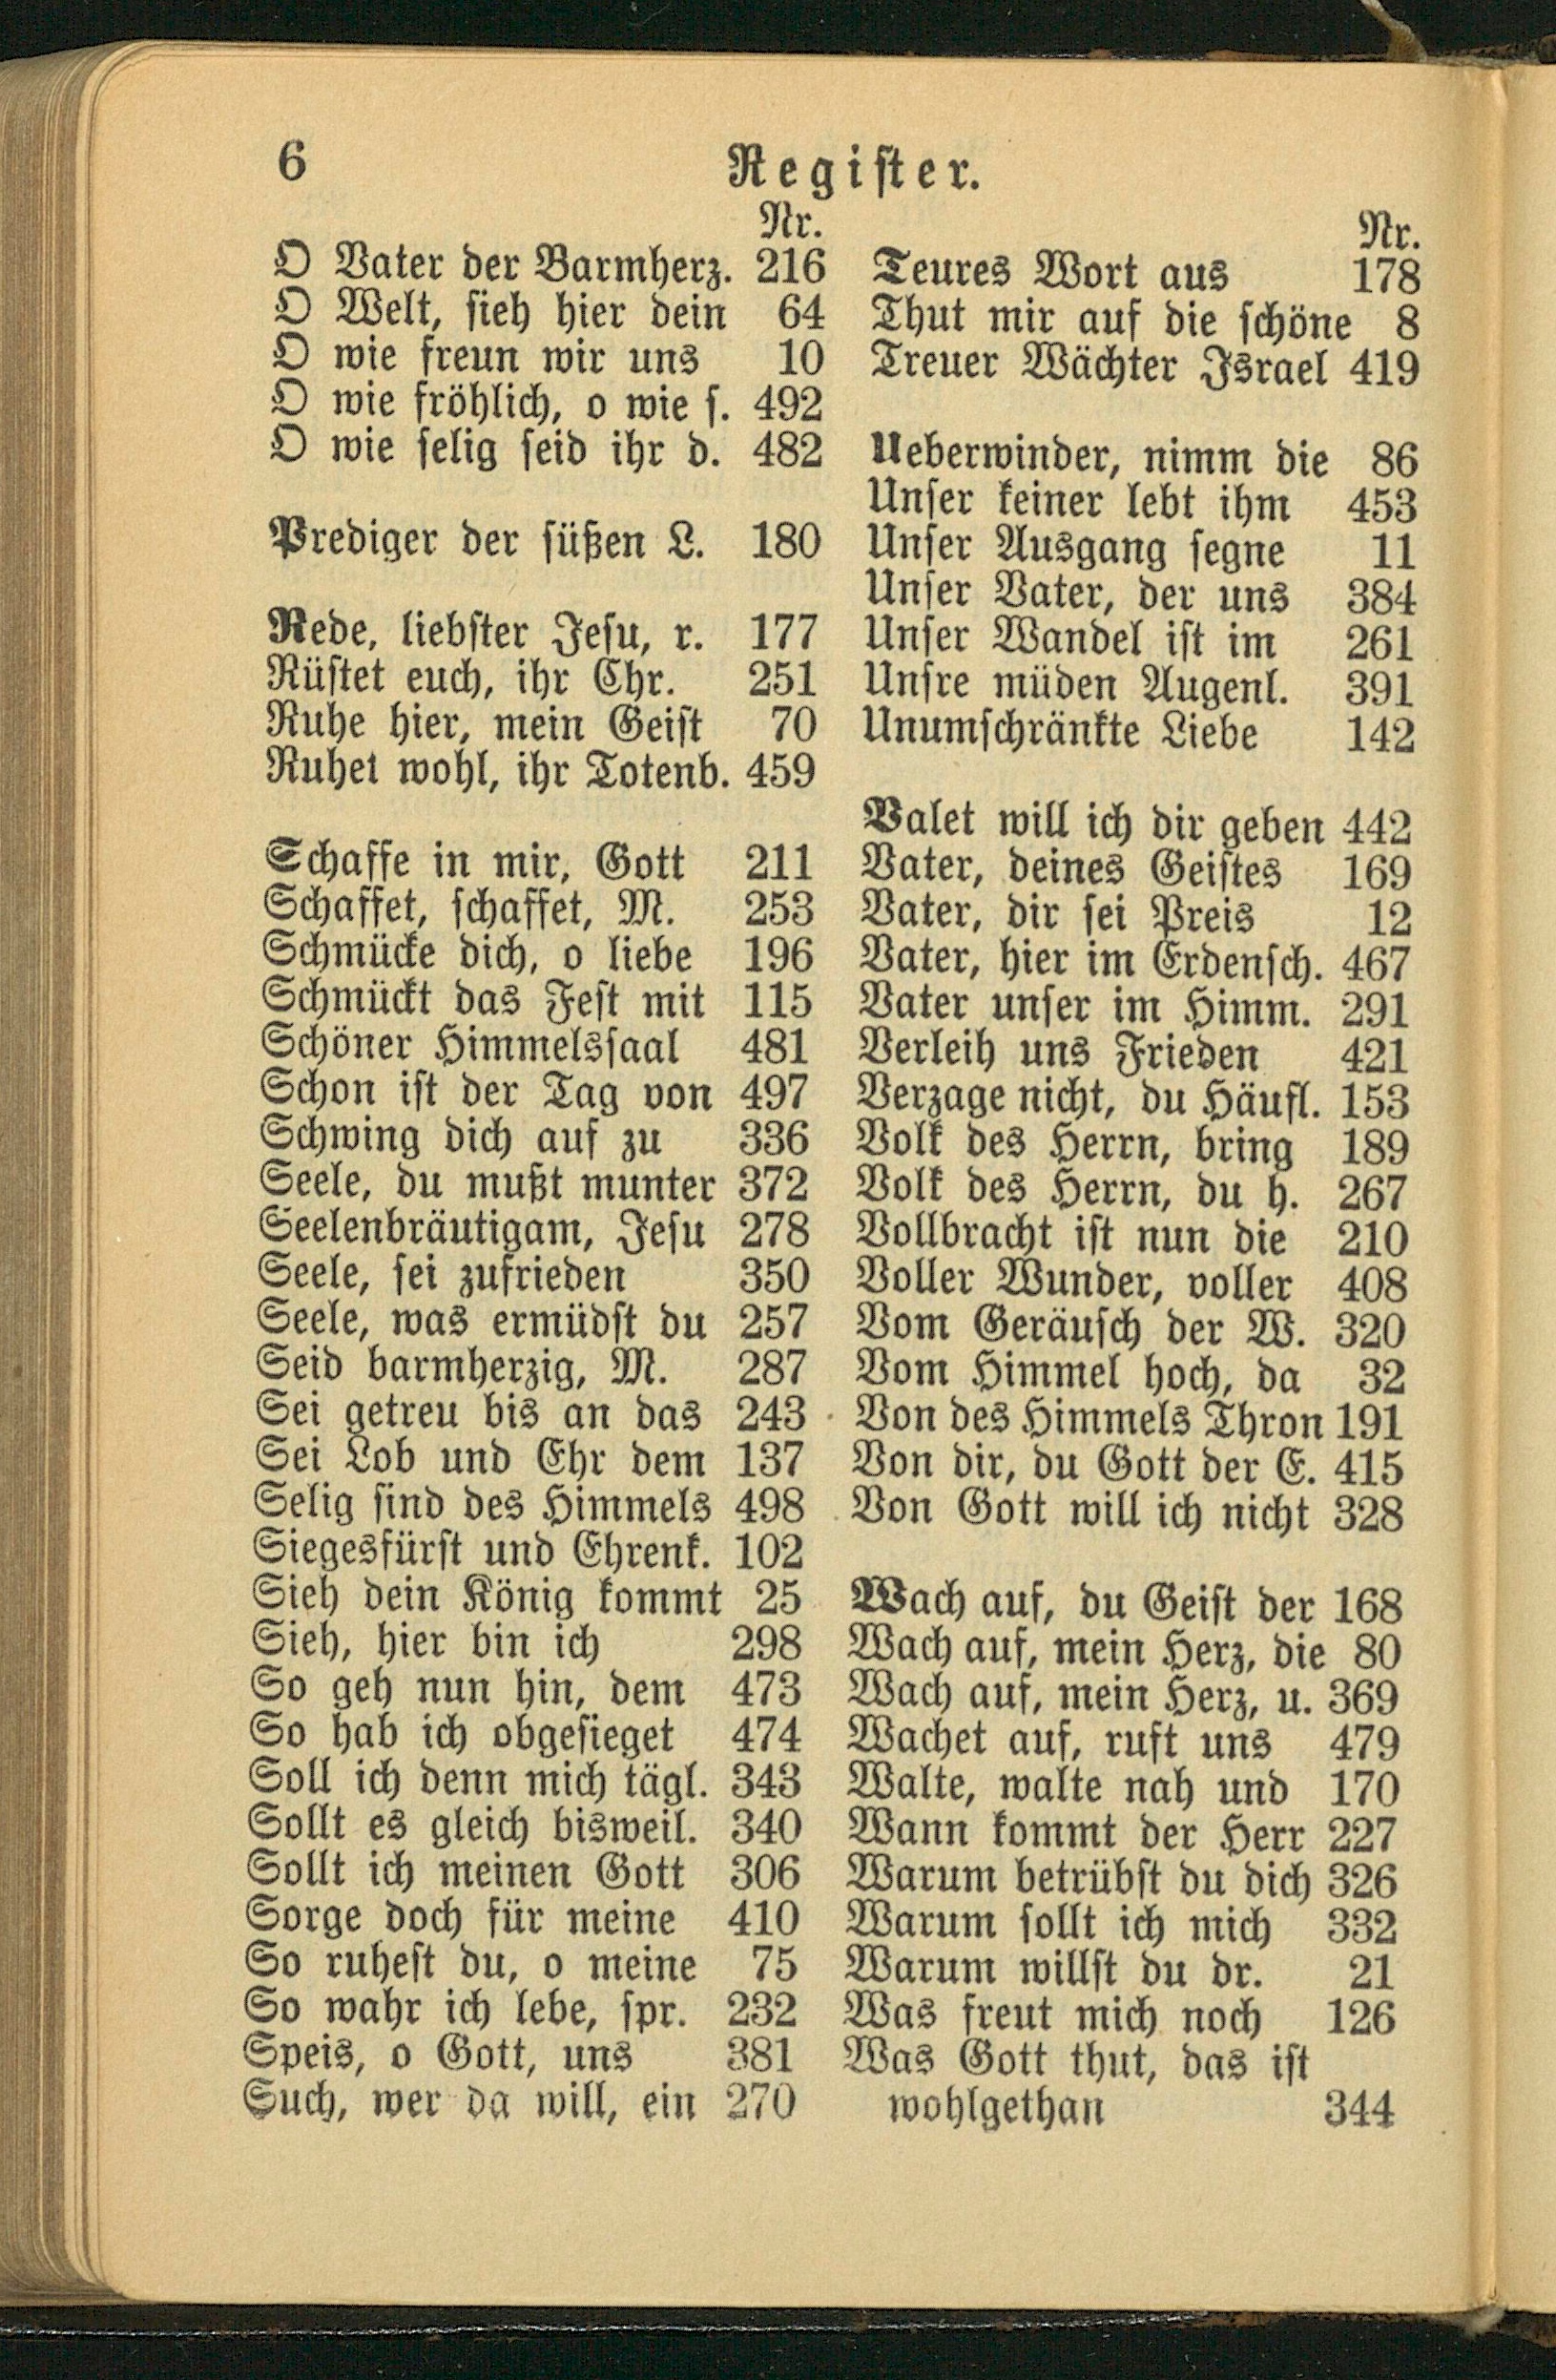 6
Register.
Nr.
O Vater der Barmherz. 216
O Welt, sieh hier dein 64
O wie freun wir uns 10
O wie fröhlich, o wie s. 492
O wie selig seid ihr d. 482
Prediger der süßen L. 180
Rede, liebster Jesu, r. 177
Rüstet euch, ihr Chr. 251
Ruhe hier, mein Geist 70
Ruhet wohl, ihr Totenb. 459
Schaffe in mir, Gott 211
Schaffet, schaffet, M. 253
Schmücke dich, o liebe 196
Schmückt das Fest mit 115
Schöner Himmelssaal 481
Schon ist der Tag von 497
Schwing dich auf zu 336
Seele, du mußt munter 372
Seelenbräutigam, Jesu 278
Seele, sei zufrieden 350
Seele, was ermüdst du 257
Seid barmherzig, M. 287
Sei getreu bis an das 243
Sei Lob und Ehr dem 137
Selig sind des Himmels 498
Siegesfürst und Ehrenk. 102
Sieh dein König kommt 25
Sieh, hier bin ich 298
So geh nun hin, dem 473
So hab ich obgesieget 474
Soll ich denn mich tägl. 343
Sollt es gleich bisweil. 340
Sollt ich meinen Gott 306
Sorge doch für meine 410
So ruhest du, o meine 75
So wahr ich lebe, spr. 232
Speis, o Gott, uns 381
Such, wer da will, ein 270
Nr.
Teures Wort aus 178
Thut mir auf die schöne 8
Treuer Wächter Israel 419
Ueberwinder, nimm die 86
Unser keiner lebt ihm 453
Unser Ausgang segne 11
Unser Vater, der uns 384
Unser Wandel ist im 261
Unsre müden Augenl. 391
Unumschränkte Liebe 142
Valet will ich dir geben 442
Vater, deines Geistes 169
Vater, dir sei Preis 12
Vater, hier im Erdensch. 467
Vater unser im Himm. 291
Verleih uns Frieden 421
Verzage nicht, du Häufl. 153
Volk des Herrn, bring 189
Volk des Herrn, du h. 267
Vollbracht ist nun die 210
Voller Wunder, voller 408
Vom Geräusch der W. 320
Vom Himmel hoch, da 32
Von des Himmels Thron 191
Von dir, du Gott der E. 415
Von Gott will ich nicht 328
Wach auf, du Geist der 168
Wach auf, mein Herz, die 80
Wach auf, mein Herz, u. 369
Wachet auf, ruft uns 479
Walte, walte nah und 170
Wann kommt der Herr 227
Warum betrübst du dich 326
Warum sollt ich mich 332
Warum willst du dr. 21
Was freut mich noch 126
Was Gott thut, das ist
wohlgethan 344